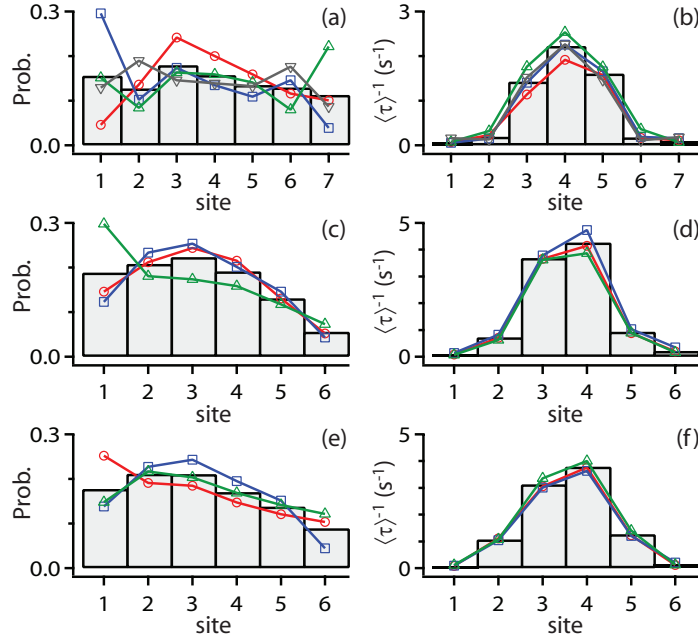 (a)
0.3
Prob.
0.0
1 2 3 4 5 6 7
site
(b)
3
⟨τ⟩⁻¹ (s⁻¹)
0
1 2 3 4 5 6 7
site
(c)
0.3
Prob.
0.0
1 2 3 4 5 6
site
(d)
5
⟨τ⟩⁻¹ (s⁻¹)
0
1 2 3 4 5 6
site
(e)
0.3
Prob.
0.0
1 2 3 4 5 6
site
(f)
5
⟨τ⟩⁻¹ (s⁻¹)
0
1 2 3 4 5 6
site